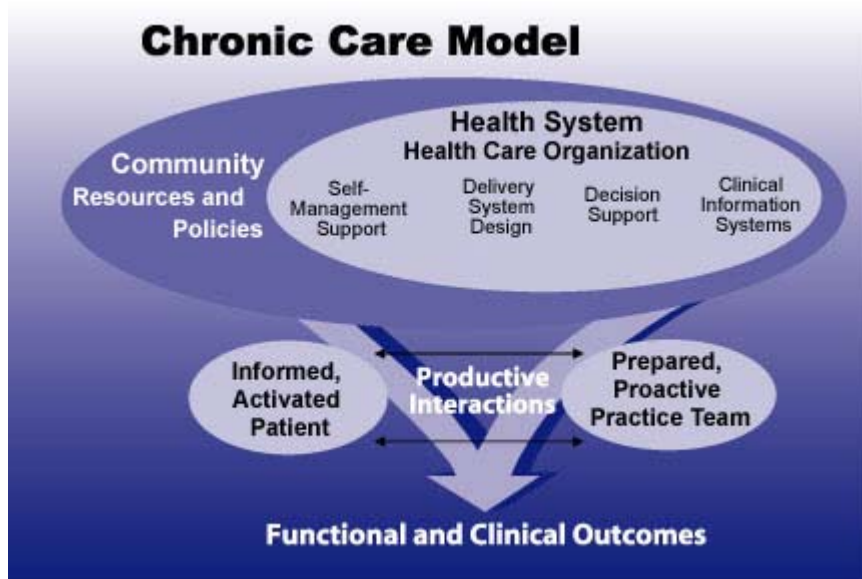 Chronic Care Model
Health System
Health Care Organization
Community
Resources and
Policies
Self-
Management
Support
Delivery
System
Design
Decision
Support
Clinical
Information
Systems
Informed,
Activated
Patient
Productive
Interactions
Prepared,
Proactive
Practice Team
Functional and Clinical Outcomes